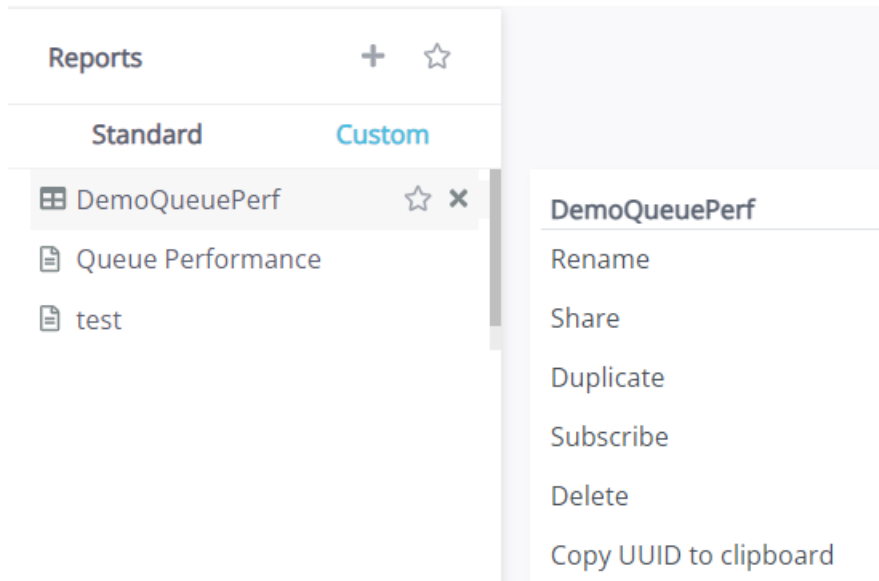 Reports
Standard Custom
DemoQueuePerf
Queue Performance
test
DemoQueuePerf
Rename
Share
Duplicate
Subscribe
Delete
Copy UUID to clipboard